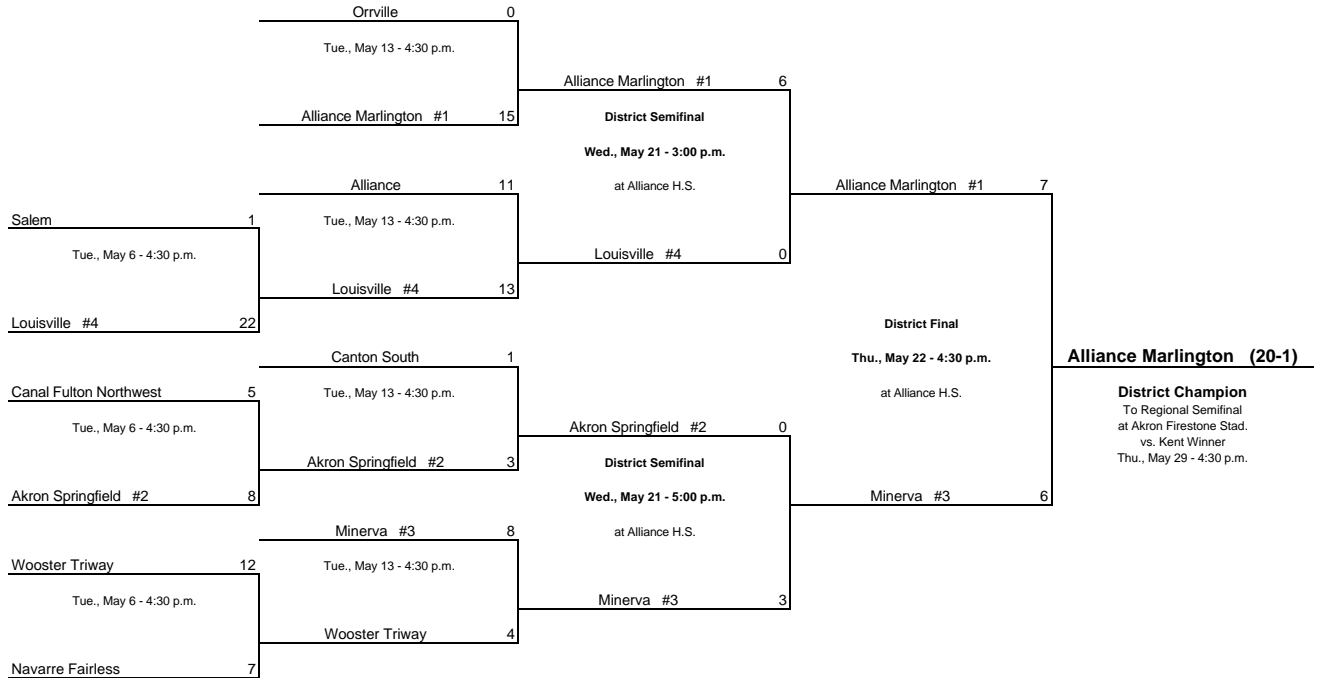 Orrville 0
Tue., May 13 - 4:30 p.m.
Alliance Marlington #1 15
Alliance 11
Tue., May 13 - 4:30 p.m.
Louisville #4 13
Salem 1
Tue., May 6 - 4:30 p.m.
Louisville #4 22
Canton South 1
Tue., May 13 - 4:30 p.m.
Akron Springfield #2 3
Canal Fulton Northwest 5
Tue., May 6 - 4:30 p.m.
Akron Springfield #2 8
Minerva #3 8
Tue., May 13 - 4:30 p.m.
Wooster Triway 4
Wooster Triway 12
Tue., May 6 - 4:30 p.m.
Navarre Fairless 7
Alliance Marlington #1 6
District Semifinal
Wed., May 21 - 3:00 p.m.
at Alliance H.S.
Louisville #4 0
Akron Springfield #2 0
District Semifinal
Wed., May 21 - 5:00 p.m.
at Alliance H.S.
Minerva #3 3
Alliance Marlington #1 7
District Final
Thu., May 22 - 4:30 p.m.
at Alliance H.S.
Minerva #3 6
Alliance Marlington (20-1)
District Champion
To Regional Semifinal
at Akron Firestone Stad.
vs. Kent Winner
Thu., May 29 - 4:30 p.m.